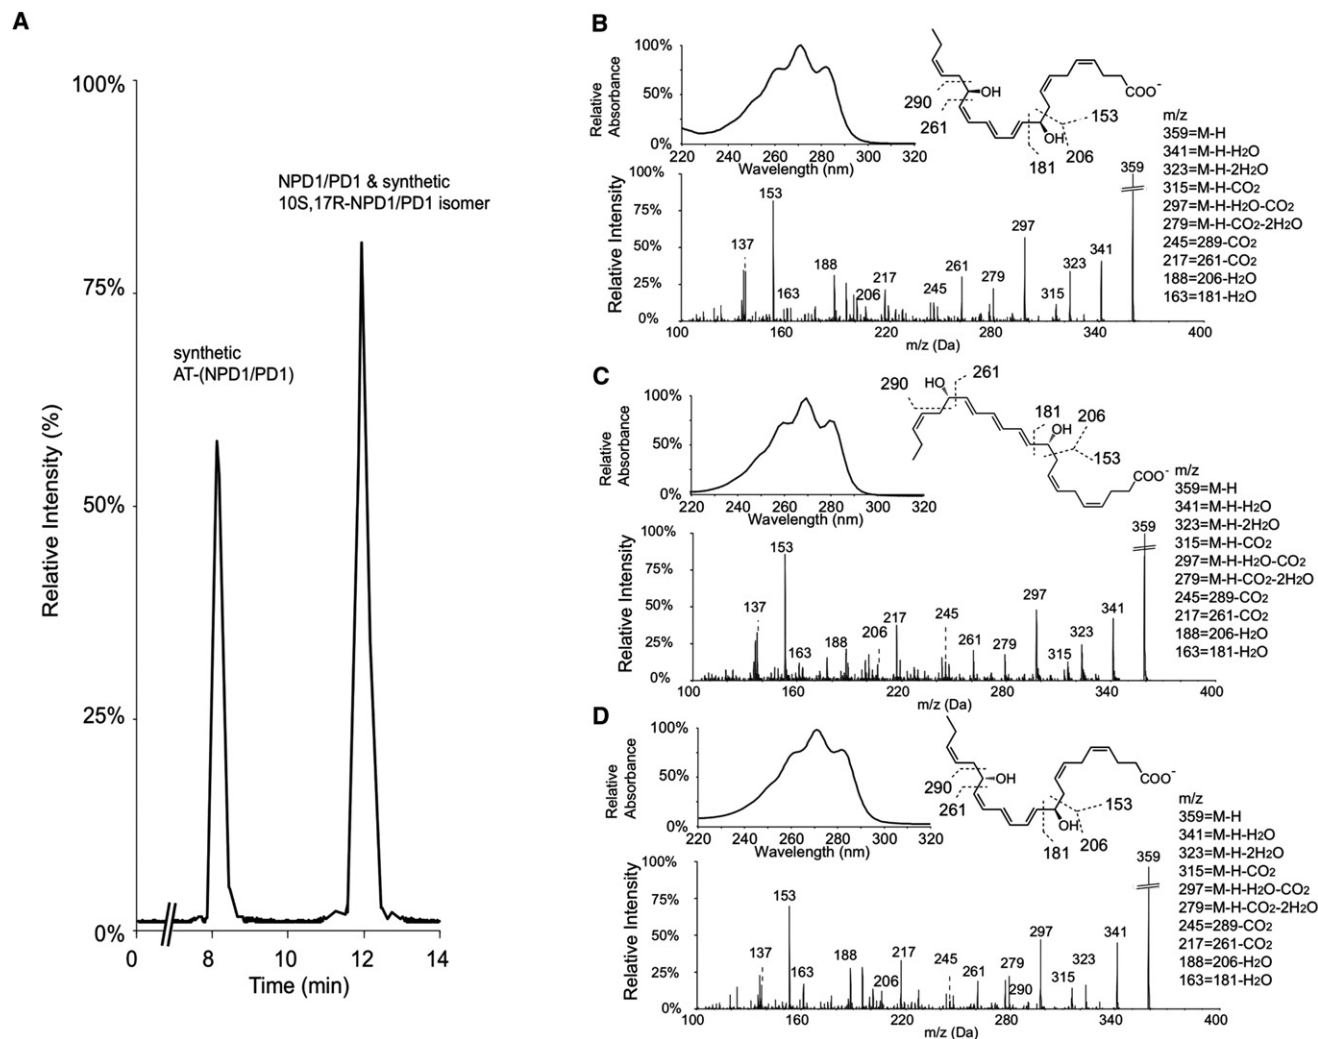 A
100%
75%
50%
25%
0%
Relative Intensity (%)
NPD1/PD1 & synthetic
10S,17R-NPD1/PD1 isomer
synthetic
AT-(NPD1/PD1)
0
8
10
12
14
Time (min)
B
100%
50%
0%
Relative
Absorbance
220
240
260
280
300
320
Wavelength (nm)
OH
COO-
290
261
153
OH
181
206
100%
75%
50%
25%
0%
Relative Intensity
137
153
163
188
206
217
245
261
279
297
315
323
341
359
100
160
220
280
340
400
m/z (Da)
m/z
359=M-H
341=M-H-H2O
323=M-H-2H2O
315=M-H-CO2
297=M-H-H2O-CO2
279=M-H-CO2-2H2O
245=289-CO2
217=261-CO2
188=206-H2O
163=181-H2O
C
100%
50%
0%
Relative
Absorbance
220
240
260
280
300
320
Wavelength (nm)
290
HO
261
181
OH
206
153
COO-
100%
75%
50%
25%
0%
Relative Intensity
137
153
163
188
206
217
245
261
279
297
315
323
341
359
100
160
220
280
340
400
m/z (Da)
m/z
359=M-H
341=M-H-H2O
323=M-H-2H2O
315=M-H-CO2
297=M-H-H2O-CO2
279=M-H-CO2-2H2O
245=289-CO2
217=261-CO2
188=206-H2O
163=181-H2O
D
100%
50%
0%
Relative
Absorbance
220
240
260
280
300
320
Wavelength (nm)
OH
COO-
290
261
153
OH
181
206
100%
75%
50%
25%
0%
Relative Intensity
137
153
163
188
206
217
245
261
279
290
297
315
323
341
359
100
160
220
280
340
400
m/z (Da)
m/z
359=M-H
341=M-H-H2O
323=M-H-2H2O
315=M-H-CO2
297=M-H-H2O-CO2
279=M-H-CO2-2H2O
245=289-CO2
217=261-CO2
188=206-H2O
163=181-H2O